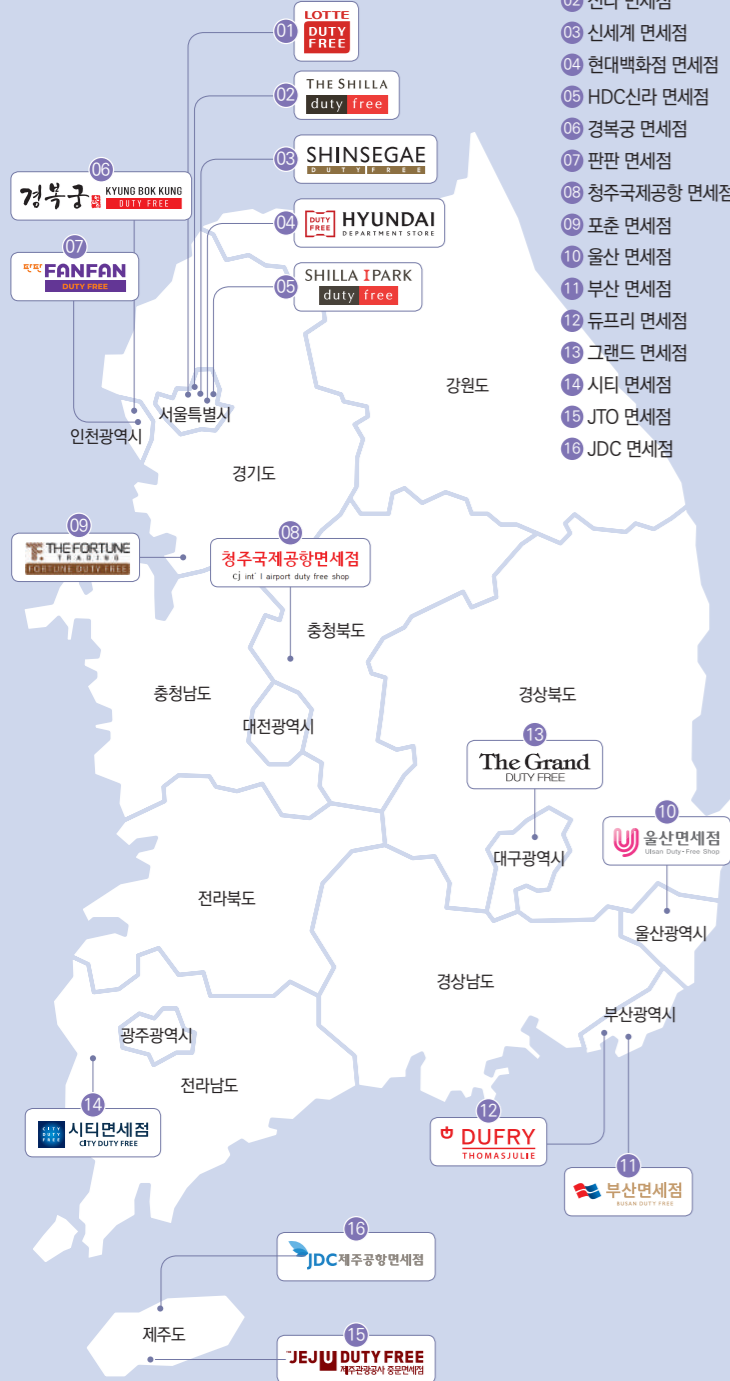 01
LOTTE
DUTY
FREE
02
THE SHILLA
duty free
03
SHINSEGAE
DUTY FREE
04
DUTY
FREE
HYUNDAI
DEPARTMENT STORE
05
SHILLA IPARK
duty free
06
경복궁
KYUNG BOK KUNG
DUTY FREE
07
판판 FANFAN
DUTY FREE
03 신세계 면세점
04 현대백화점 면세점
05 HDC신라 면세점
06 경복궁 면세점
07 판판 면세점
08 청주국제공항 면세점
09 포춘 면세점
10 울산 면세점
11 부산 면세점
12 듀프리 면세점
13 그랜드 면세점
14 시티 면세점
15 JTO 면세점
16 JDC 면세점
강원도
서울특별시
인천광역시
경기도
09
THE FORTUNE
TRADING
FORTUNE DUTY FREE
08
청주국제공항면세점
cj int' l airport duty free shop
충청북도
충청남도
대전광역시
경상북도
13
The Grand
DUTY FREE
대구광역시
10
울산면세점
Ulsan Duty-Free Shop
울산광역시
전라북도
경상남도
부산광역시
광주광역시
전라남도
14
CITY
DUTY
FREE
시티면세점
CITY DUTY FREE
12
DUFRY
THOMASJULIE
11
부산면세점
BUSAN DUTY FREE
16
JDC제주공항면세점
제주도
15
JEJU DUTY FREE
제주관광공사 중문면세점